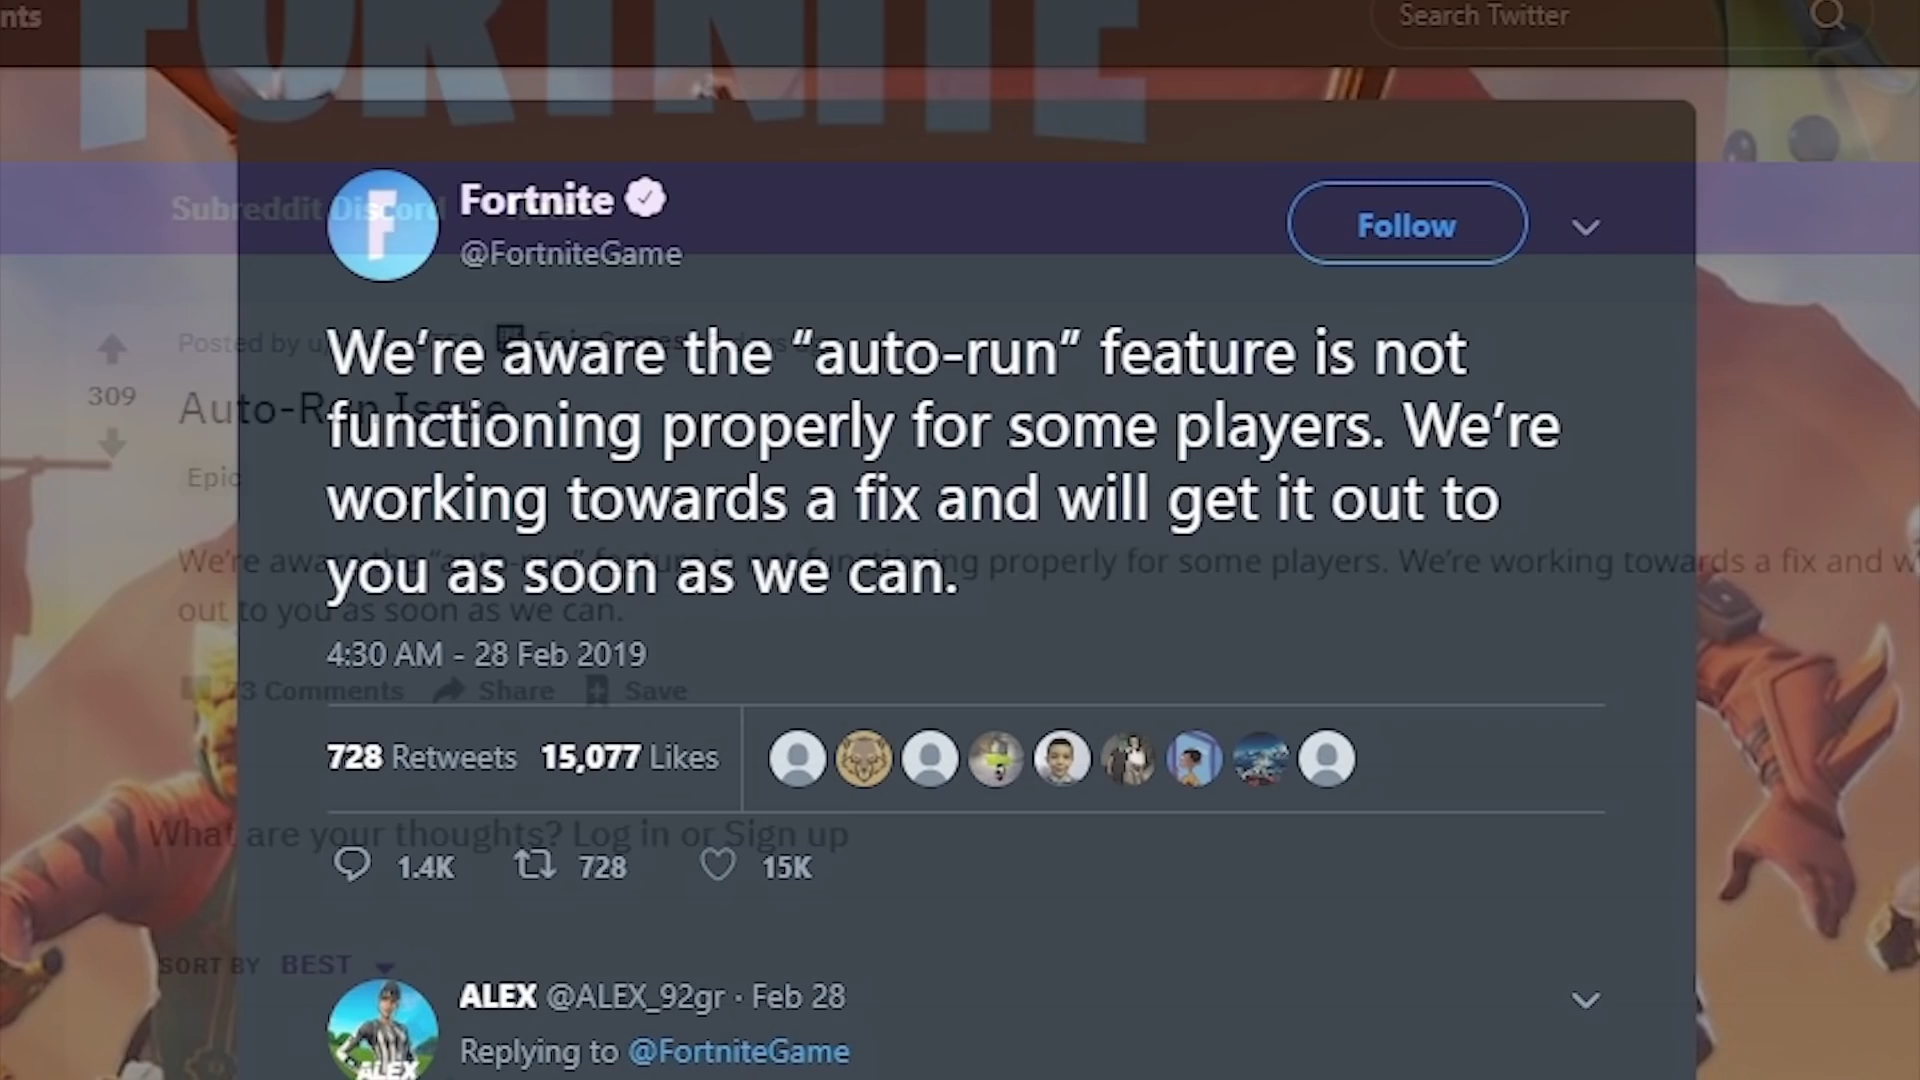 nts
FORTNITE
Search Twitter
Subreddit Discord
Fortnite
@FortniteGame
Follow
Posted by
Epic Games
We’re aware the “auto-run” feature is not
309
Auto-Run Issue
functioning properly for some players. We’re
Epic
working towards a fix and will get it out to
We’re aware the “auto-run” feature is not functioning properly for some players. We’re working towards a fix and w
you as soon as we can.
out to you as soon as we can.
4:30 AM - 28 Feb 2019
Comments Share Save
728 Retweets 15,077 Likes
What are your thoughts? Log in or Sign up
1.4K 728 15K
SORT BY BEST
ALEX @ALEX_92gr · Feb 28
Replying to @FortniteGame
ALEX